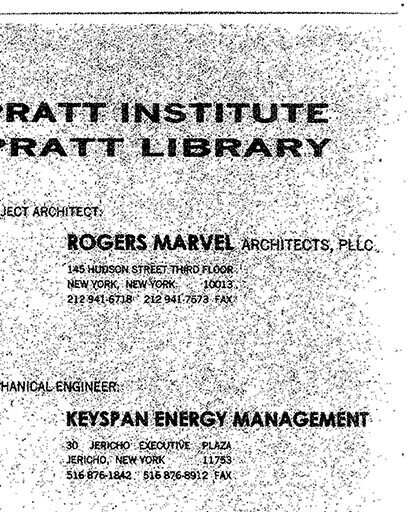 PRATT INSTITUTE
PRATT LIBRARY
JECT ARCHITECT:
ROGERS MARVEL ARCHITECTS, PLLC
145 HUDSON STREET THIRD FLOOR
NEW YORK, NEW YORK 10013
212 941-6718 212 941-7573 FAX
HANICAL ENGINEER:
KEYSPAN ENERGY MANAGEMENT
30 JERICHO EXECUTIVE PLAZA
JERICHO, NEW YORK 11753
516 876-1842 516 876-8912 FAX